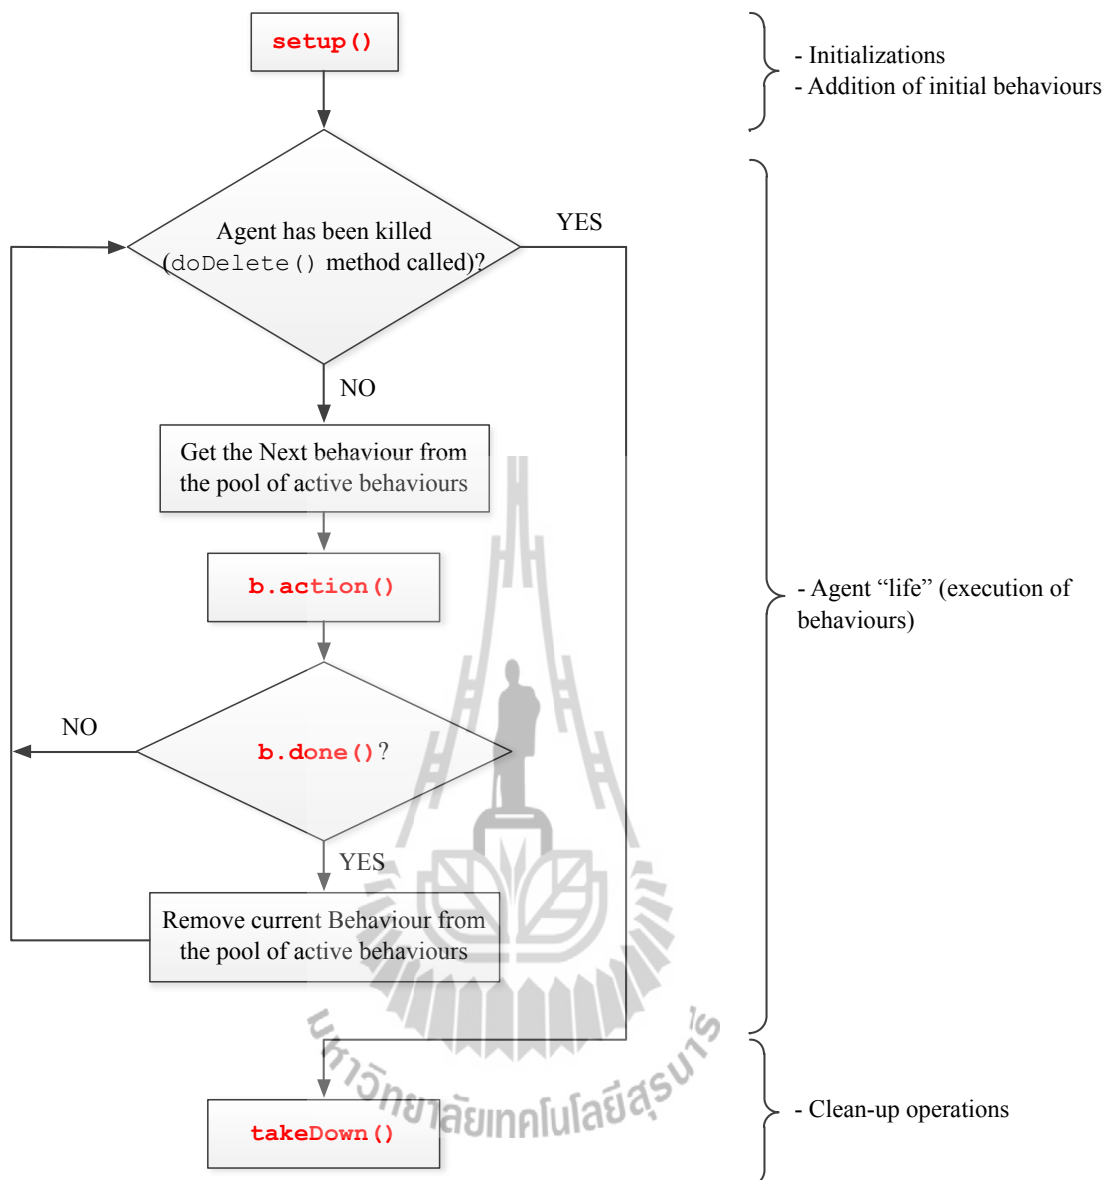 setup()
- Initializations
- Addition of initial behaviours
Agent has been killed
(doDelete() method called)?
YES
NO
Get the Next behaviour from
the pool of active behaviours
b.action()
- Agent “life” (execution of
behaviours)
NO
b.done()?
YES
Remove current Behaviour from
the pool of active behaviours
มหาวิทยาลัยเทคโนโลยีสุรนารี
- Clean-up operations
takeDown()